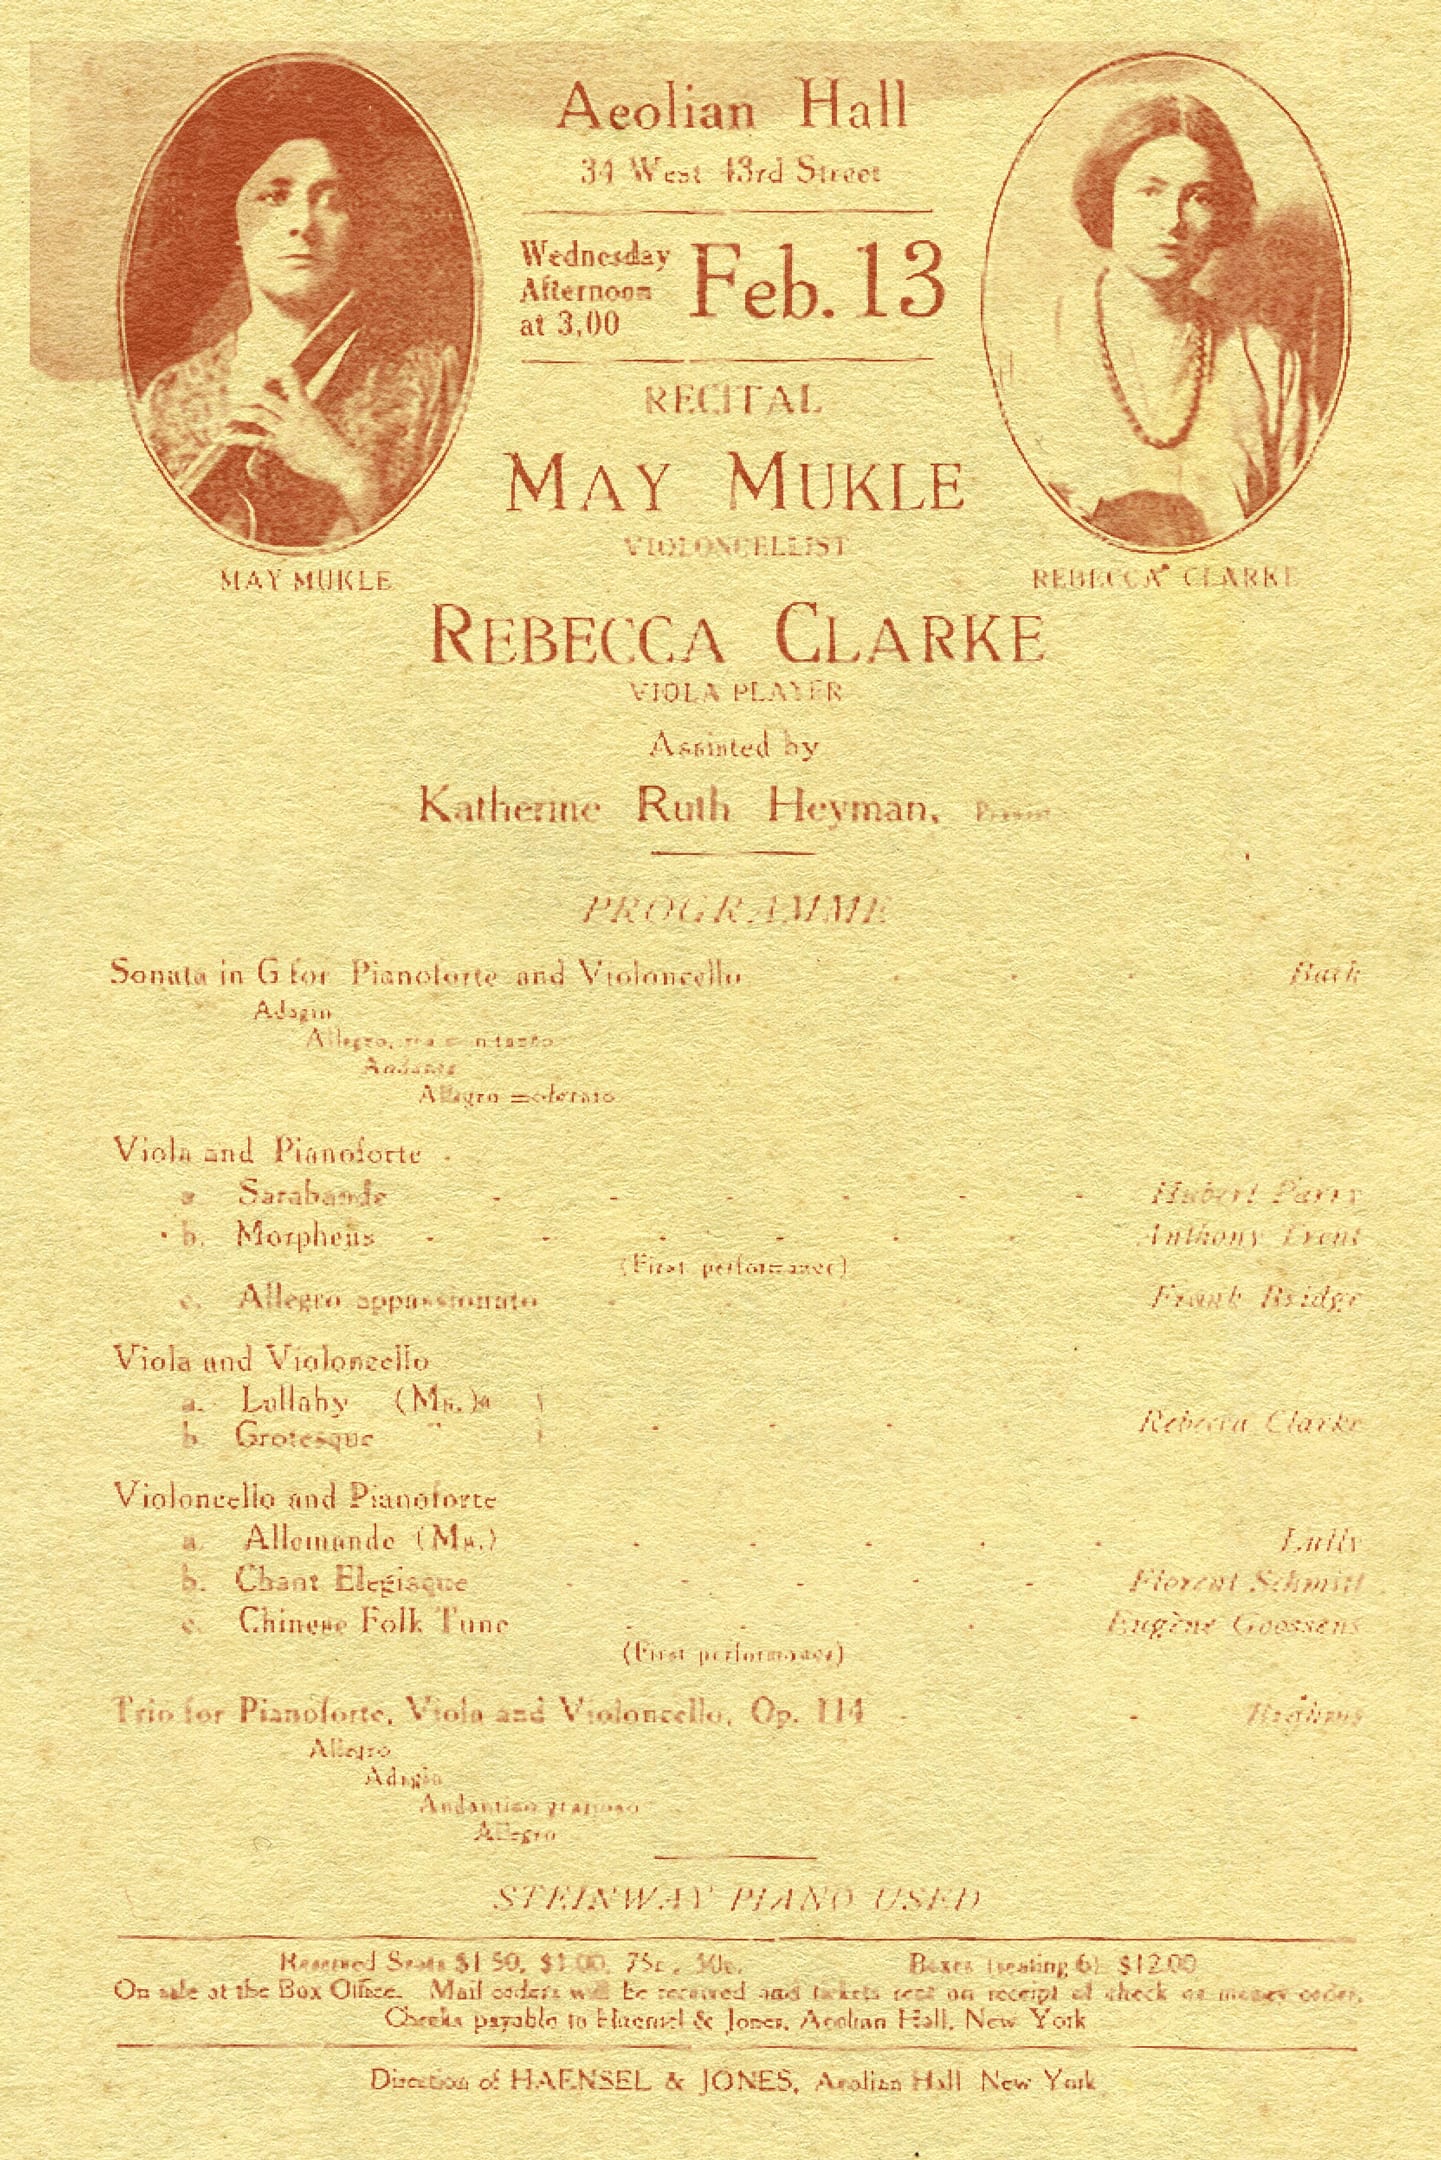 Aeolian Hall
34 West 43rd Street
Wednesday
Afternoon
at 3,00
Feb. 13
RECITAL
MAY MUKLE
VIOLONCELLIST
MAY MUKLE
REBECCA CLARKE
REBECCA CLARKE
VIOLA PLAYER
Assisted by
Katherine Ruth Heyman,
PROGRAMME
Sonata in G for Pianoforte and Violoncello - - - Bach
Adagio
Allegro, ma non tanto
Andante
Allegro moderato
Viola and Pianoforte -
a Sarabande - - - - - - Hubert Parry
b. Morpheus - - - - - - Anthony Trent
(First performance)
c. Allegro appassionato - - - - Frank Bridge
Viola and Violoncello
a. Lullaby (Ms.)
b. Grotesque " - - - - Rebecca Clarke
Violoncello and Pianoforte
a. Allemande (Ms.) - - - - - Lully
b. Chant Elegiaque - - - - - Florent Schmitt
c. Chinese Folk Tune - - - - Eugène Goossens
(First performance)
Trio for Pianoforte, Viola and Violoncello, Op. 114 - - - Brahms
Allegro
Adagio
Andantino grazioso
Allegro
STEINWAY PIANO USED
Reserved Seats $1.50, $1.00, 75c., 50c. Boxes (seating 6) $12.00
On sale at the Box Office. Mail orders will be received and tickets sent on receipt of check or money order.
Checks payable to Haensel & Jones, Aeolian Hall, New York
Direction of HAENSEL & JONES, Aeolian Hall New York